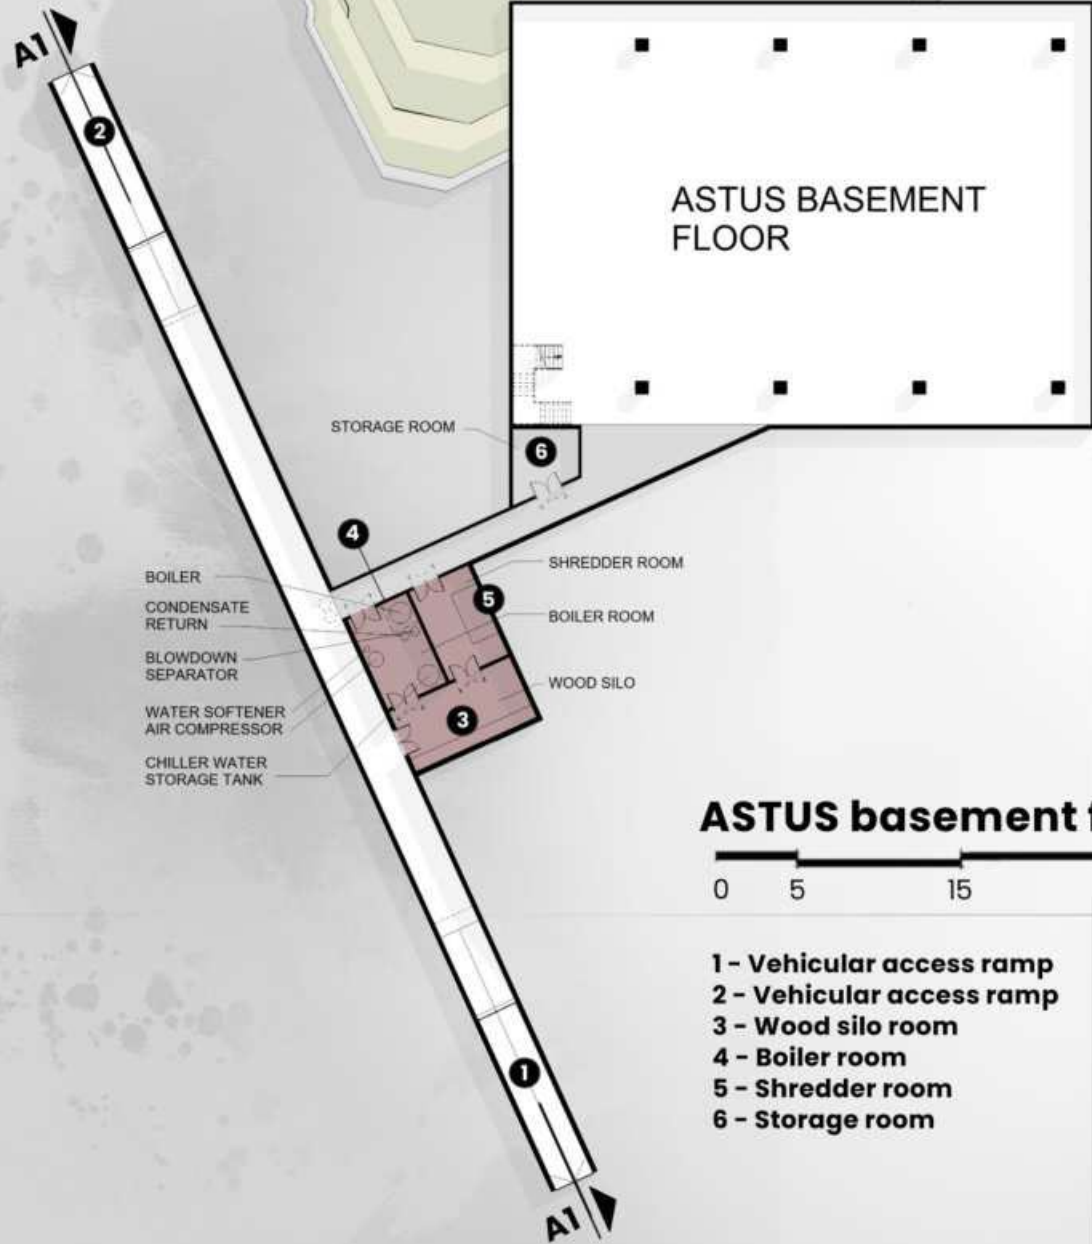 A1
2
ASTUS BASEMENT
FLOOR
STORAGE ROOM
6
4
SHREDDER ROOM
BOILER
5
CONDENSATE
RETURN
BOILER ROOM
BLOWDOWN
SEPARATOR
WOOD SILO
WATER SOFTENER
AIR COMPRESSOR
3
CHILLER WATER
STORAGE TANK
ASTUS basement
0 5 15
1 - Vehicular access ramp
2 - Vehicular access ramp
3 - Wood silo room
4 - Boiler room
5 - Shredder room
6 - Storage room
1
A1